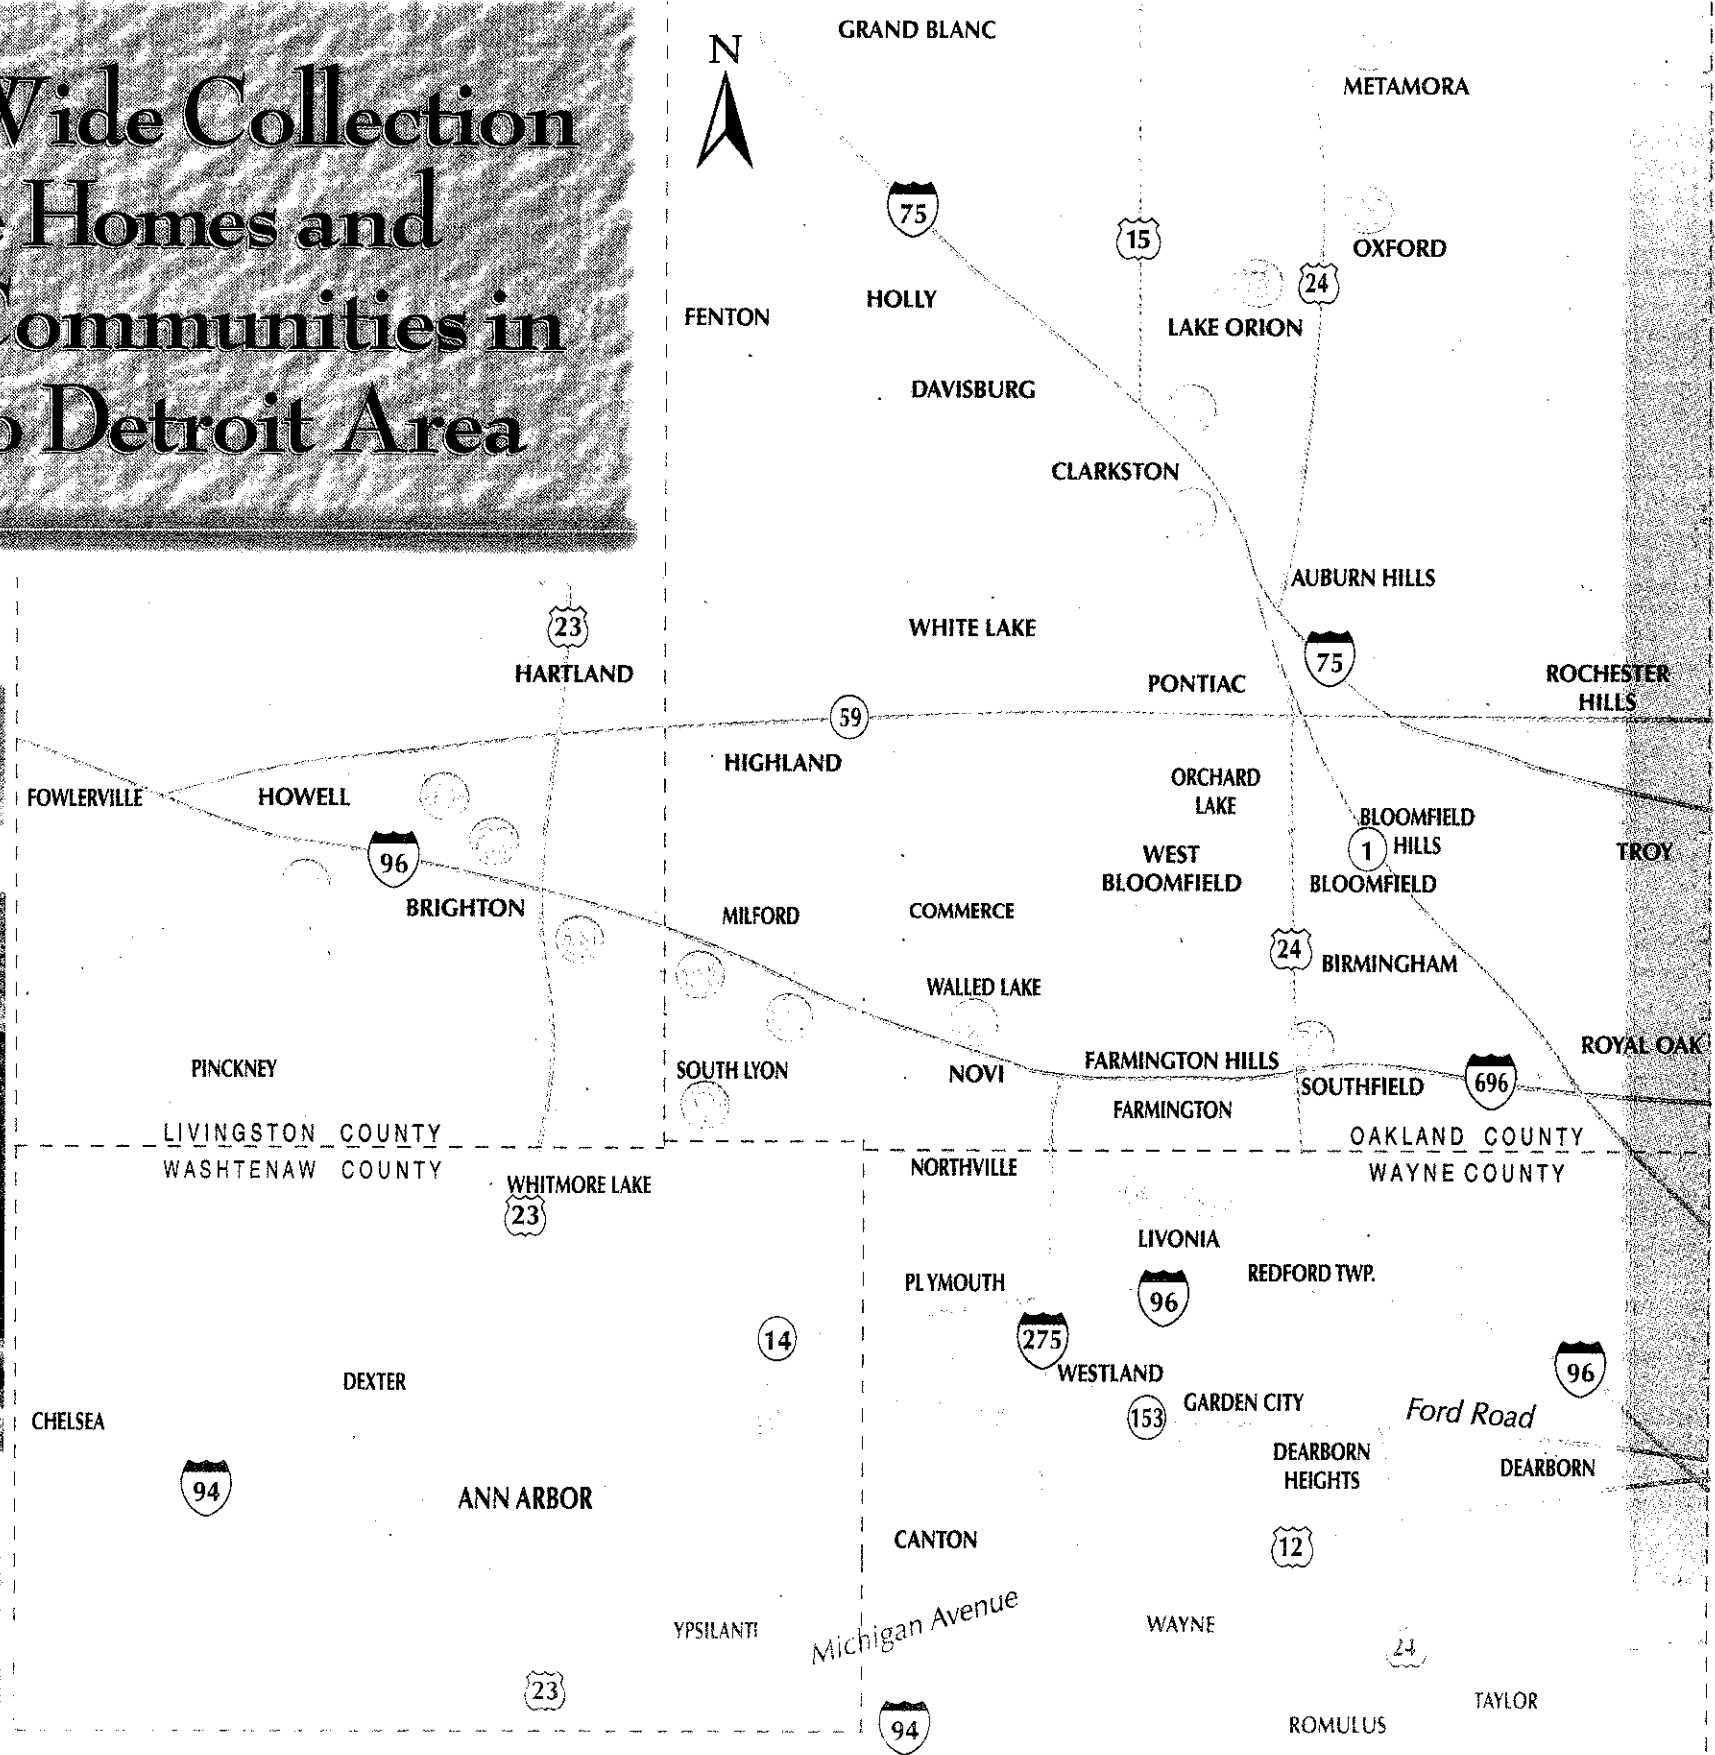 Wide Collection
Homes and
Communities in
Detroit Area
N
GRAND BLANC
METAMORA
75
15
OXFORD
24
HOLLY
FENTON
LAKE ORION
DAVISBURG
CLARKSTON
AUBURN HILLS
23
WHITE LAKE
75
HARTLAND
PONTIAC
ROCHESTER
HILLS
59
HIGHLAND
ORCHARD
LAKE
FOWLERVILLE
HOWELL
BLOOMFIELD
HILLS
1
96
WEST
BLOOMFIELD
TROY
BLOOMFIELD
BRIGHTON
MILFORD
COMMERCE
24
BIRMINGHAM
WALLED LAKE
ROYAL OAK
PINCKNEY
SOUTH LYON
NOVI
FARMINGTON HILLS
SOUTHFIELD
696
FARMINGTON
LIVINGSTON COUNTY
OAKLAND COUNTY
WASHTENAW COUNTY
NORTHVILLE
WAYNE COUNTY
WHITMORE LAKE
23
LIVONIA
PLYMOUTH
REDFORD TWP.
96
14
275
WESTLAND
96
DEXTER
CHELSEA
153
GARDEN CITY
Ford Road
DEARBORN
HEIGHTS
DEARBORN
94
ANN ARBOR
CANTON
12
Michigan Avenue
YPSILANTI
WAYNE
24
23
94
TAYLOR
ROMULUS